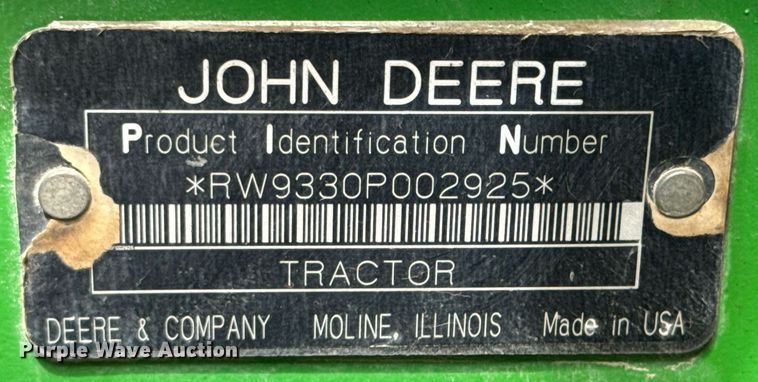 JOHN DEERE
Product Identification Number
*RW9330P002925*
TRACTOR
DEERE & COMPANY MOLINE, ILLINOIS Made in USA
Purple Wave Auction